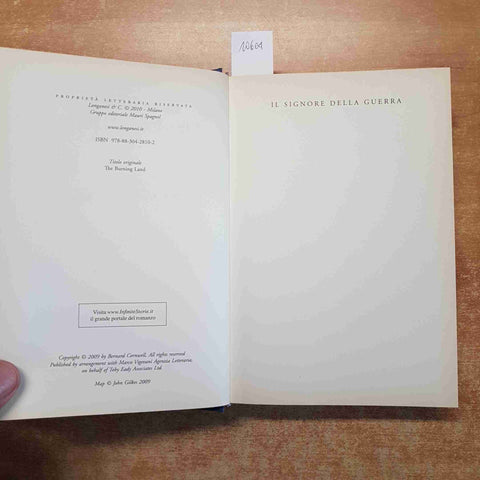 10601
PROPRIETÀ LETTERARIA RISERVATA
Longanesi & C. © 2010 - Milano
Gruppo editoriale Mauri Spagnol
www.longanesi.it
ISBN 978-88-304-2810-2
Titolo originale
The Burning Land
Visita www.InfiniteStorie.it
il grande portale del romanzo
Copyright © 2009 by Bernard Cornwell. All rights reserved
Published by arrangement with Marco Vigevani Agenzia Letteraria,
on behalf of Toby Eady Associates Ltd.
Map © John Gilkes 2009
IL SIGNORE DELLA GUERRA